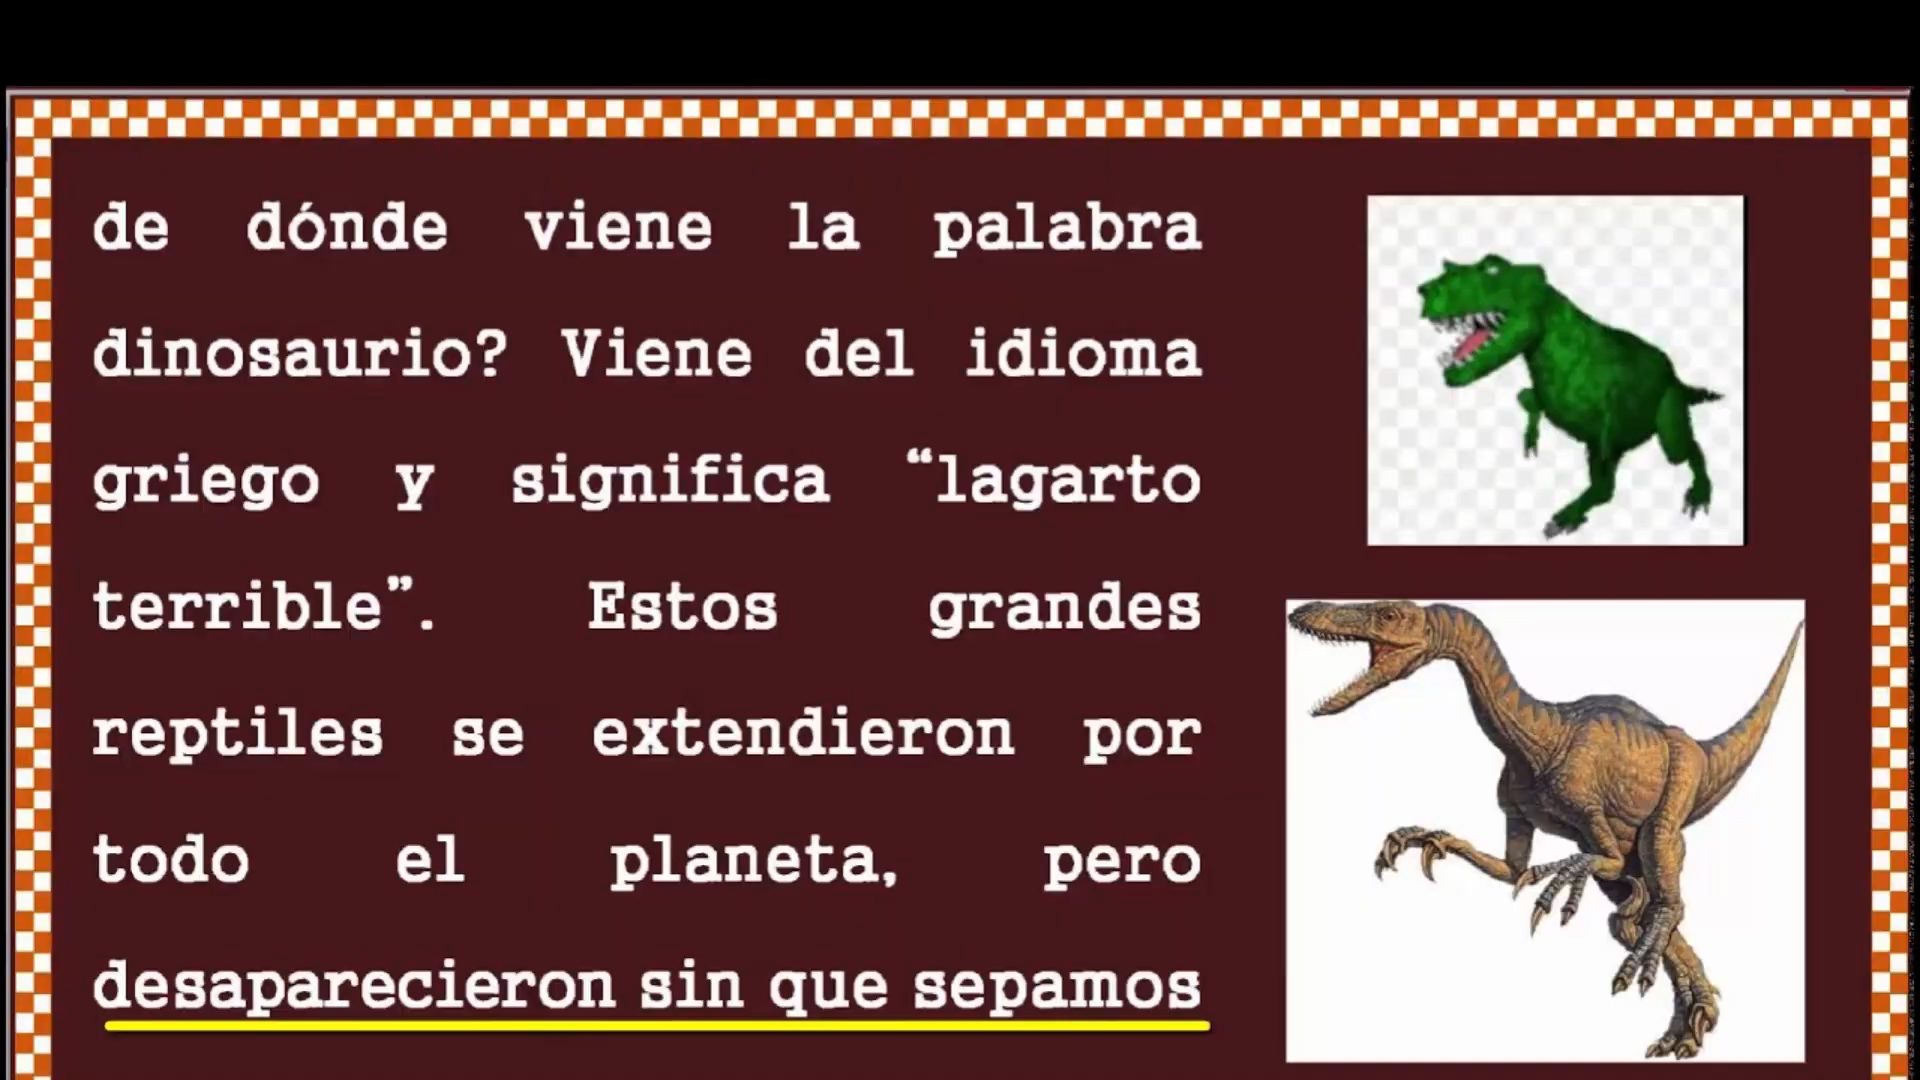 de dónde viene la palabra
dinosaurio? Viene del idioma
griego y significa “lagarto
terrible”. Estos grandes
reptiles se extendieron por
todo el planeta, pero
desaparecieron sin que sepamos